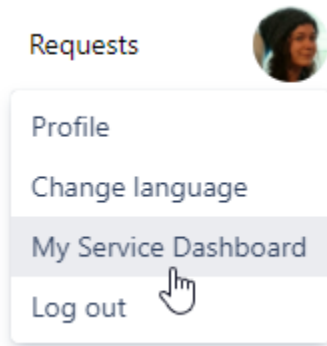 Requests
Profile
Change language
My Service Dashboard
Log out